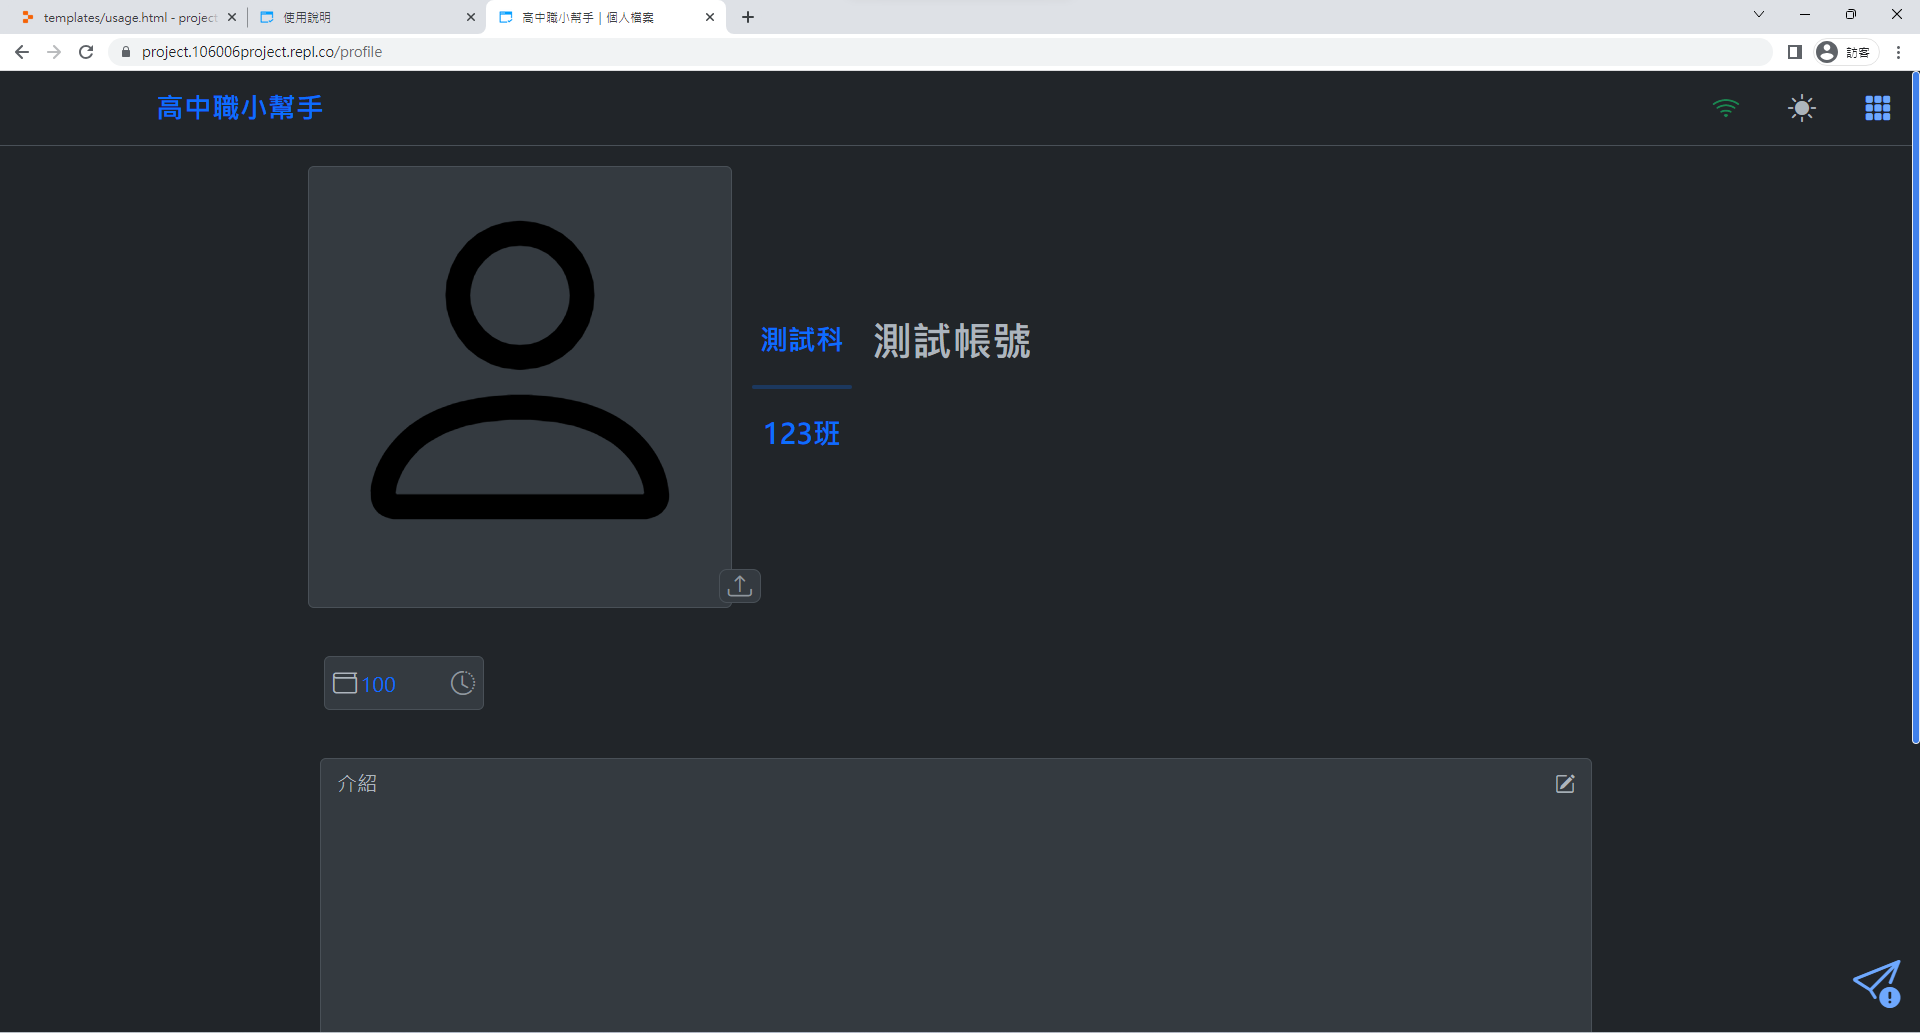 templates/usage.html - project
使用說明
高中職小幫手 | 個人檔案
project.106006project.repl.co/profile
訪客
高中職小幫手
測試科
測試帳號
123班
100
介紹